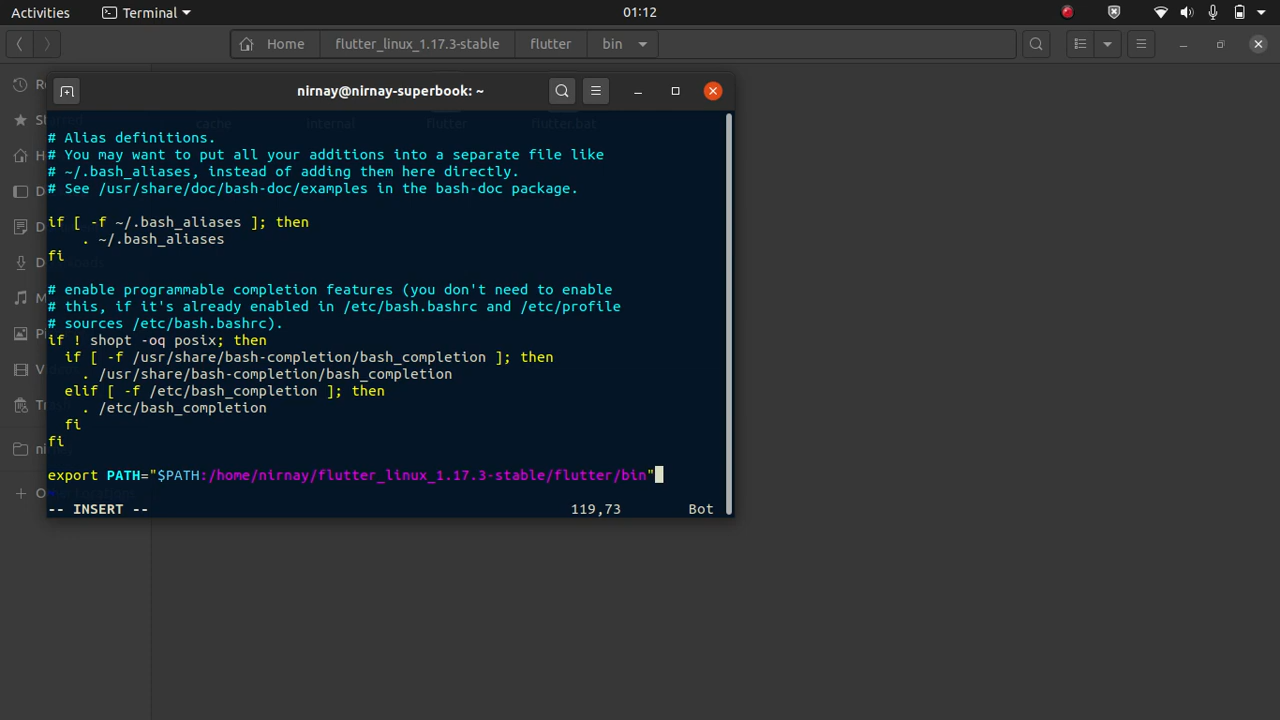 Activities
Terminal
01:12
Home
flutter_linux_1.17.3-stable
flutter
bin
nirnay@nirnay-superbook: ~
cache
internal
flutter
flutter.bat
# Alias definitions.
# You may want to put all your additions into a separate file like
# ~/.bash_aliases, instead of adding them here directly.
# See /usr/share/doc/bash-doc/examples in the bash-doc package.
if [ -f ~/.bash_aliases ]; then
    . ~/.bash_aliases
fi
# enable programmable completion features (you don't need to enable
# this, if it's already enabled in /etc/bash.bashrc and /etc/profile
# sources /etc/bash.bashrc).
if ! shopt -oq posix; then
  if [ -f /usr/share/bash-completion/bash_completion ]; then
    . /usr/share/bash-completion/bash_completion
  elif [ -f /etc/bash_completion ]; then
    . /etc/bash_completion
  fi
fi
export PATH="$PATH:/home/nirnay/flutter_linux_1.17.3-stable/flutter/bin"
-- INSERT -- 119,73 Bot